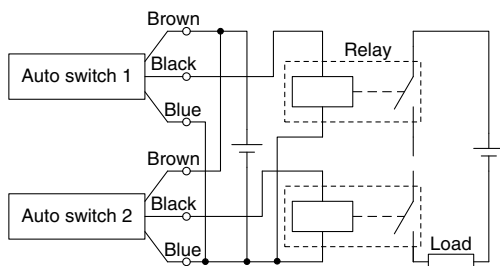 Brown
Auto switch 1
Black
Blue
Relay
Brown
Auto switch 2
Black
Blue
Load